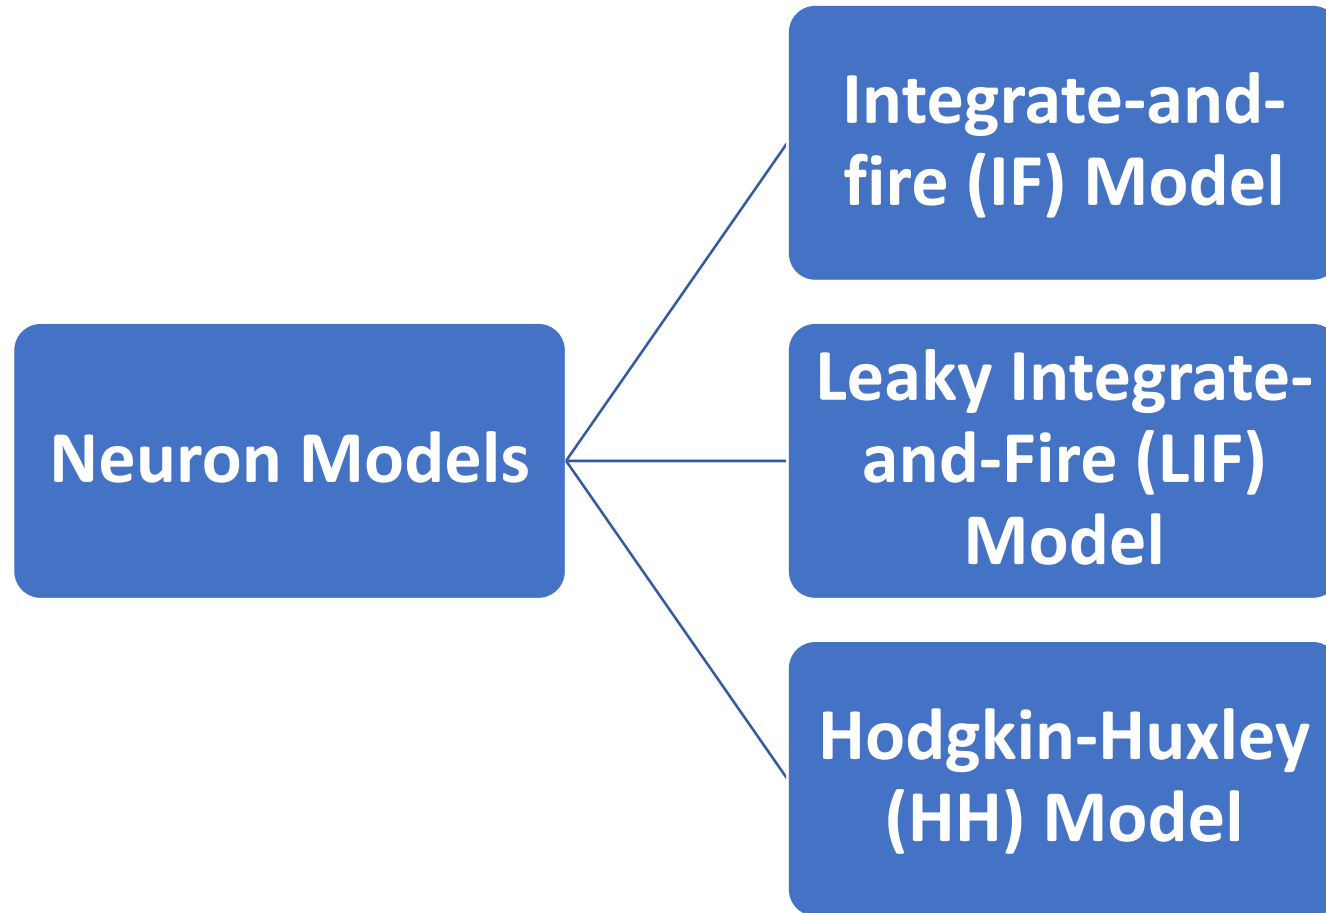 Neuron Models
Integrate-and-
fire (IF) Model
Leaky Integrate-
and-Fire (LIF)
Model
Hodgkin-Huxley
(HH) Model